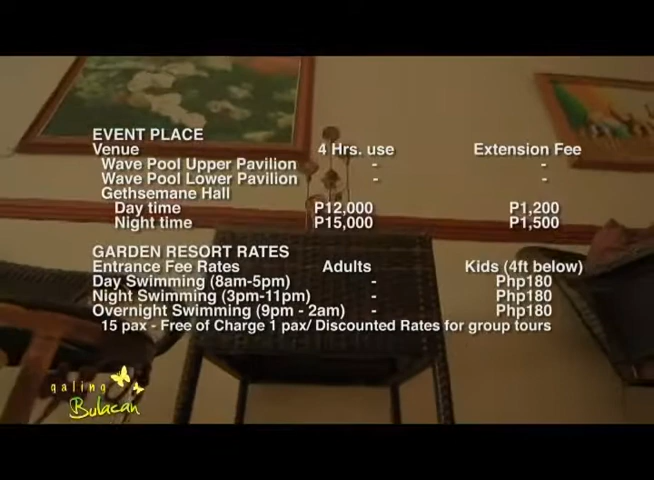 EVENT PLACE
Venue 4 Hrs. use Extension Fee
Wave Pool Upper Pavilion - -
Wave Pool Lower Pavilion - -
Gethsemane Hall
Day time P12,000 P1,200
Night time P15,000 P1,500
GARDEN RESORT RATES
Entrance Fee Rates Adults Kids (4ft below)
Day Swimming (8am-5pm) - Php180
Night Swimming (3pm-11pm) - Php180
Overnight Swimming (9pm - 2am) - Php180
15 pax - Free of Charge 1 pax/ Discounted Rates for group tours
galing
Bulacan